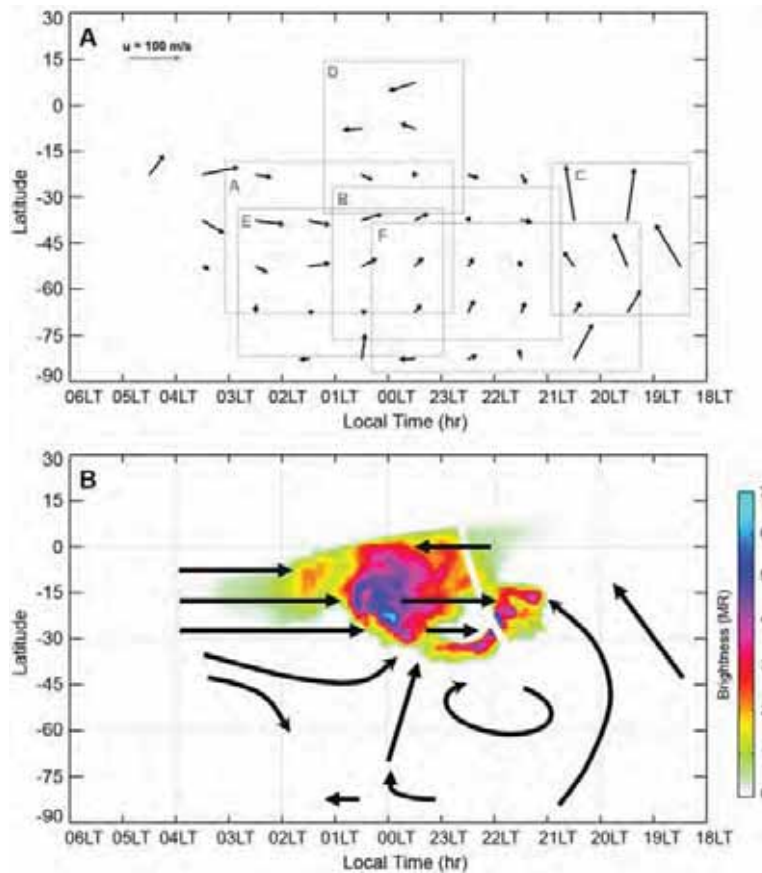 A
u = 100 m/s
30
15
0
-15
-30
-45
-60
-75
-90
Latitude
D
A
B
C
E
F
06LT 05LT 04LT 03LT 02LT 01LT 00LT 23LT 22LT 21LT 20LT 19LT 18LT
Local Time (hr)
B
30
15
0
-15
-30
-45
-60
-75
-90
Latitude
06LT 05LT 04LT 03LT 02LT 01LT 00LT 23LT 22LT 21LT 20LT 19LT 18LT
Local Time (hr)
Brightness (MR)